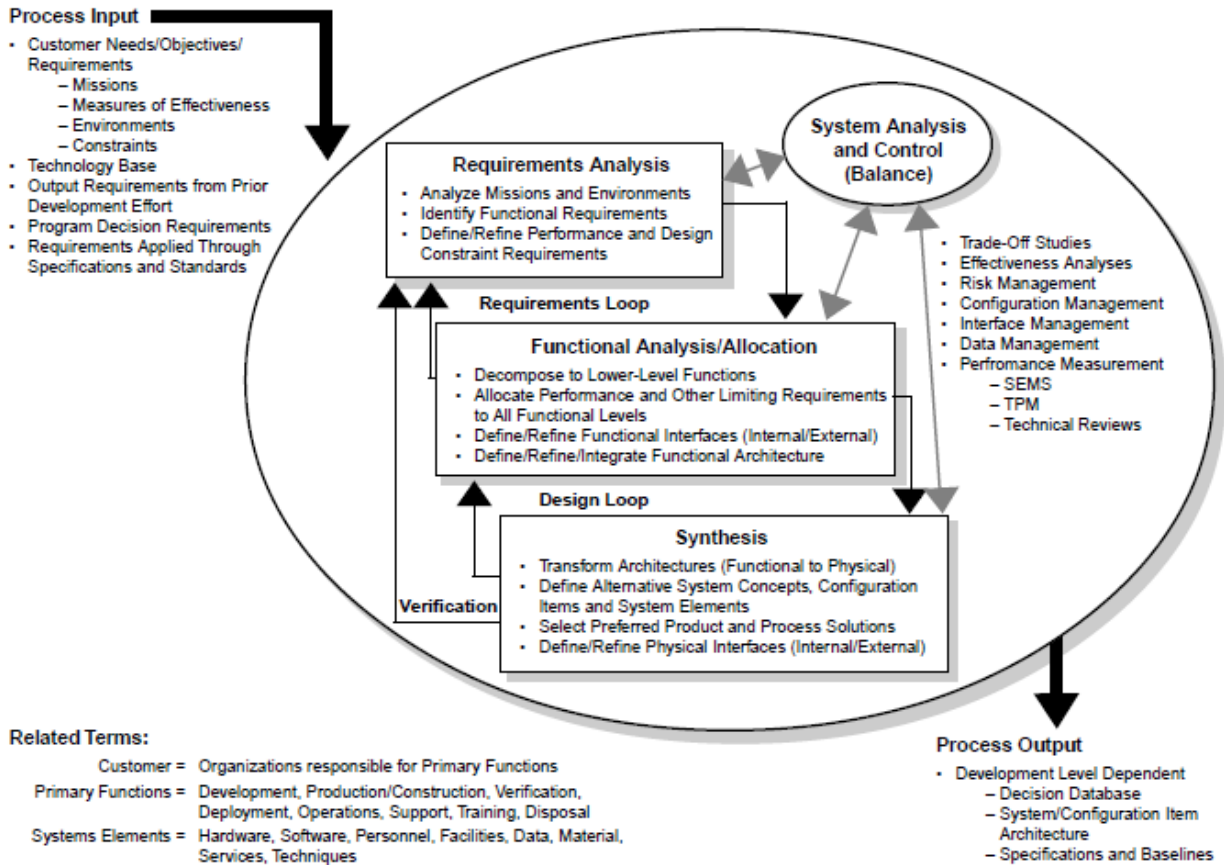 Process Input
▪ Customer Needs/Objectives/
Requirements
– Missions
– Measures of Effectiveness
– Environments
– Constraints
▪ Technology Base
▪ Output Requirements from Prior
Development Effort
▪ Program Decision Requirements
▪ Requirements Applied Through
Specifications and Standards
System Analysis
and Control
(Balance)
Requirements Analysis
▪ Analyze Missions and Environments
▪ Identify Functional Requirements
▪ Define/Refine Performance and Design
Constraint Requirements
▪ Trade-Off Studies
▪ Effectiveness Analyses
▪ Risk Management
▪ Configuration Management
▪ Interface Management
▪ Data Management
▪ Perfromance Measurement
– SEMS
– TPM
– Technical Reviews
Requirements Loop
Functional Analysis/Allocation
▪ Decompose to Lower-Level Functions
▪ Allocate Performance and Other Limiting Requirements
to All Functional Levels
▪ Define/Refine Functional Interfaces (Internal/External)
▪ Define/Refine/Integrate Functional Architecture
Design Loop
Synthesis
▪ Transform Architectures (Functional to Physical)
▪ Define Alternative System Concepts, Configuration
Items and System Elements
▪ Select Preferred Product and Process Solutions
▪ Define/Refine Physical Interfaces (Internal/External)
Verification
Related Terms:
Customer = Organizations responsible for Primary Functions
Primary Functions = Development, Production/Construction, Verification,
Deployment, Operations, Support, Training, Disposal
Systems Elements = Hardware, Software, Personnel, Facilities, Data, Material,
Services, Techniques
Process Output
▪ Development Level Dependent
– Decision Database
– System/Configuration Item
Architecture
– Specifications and Baselines